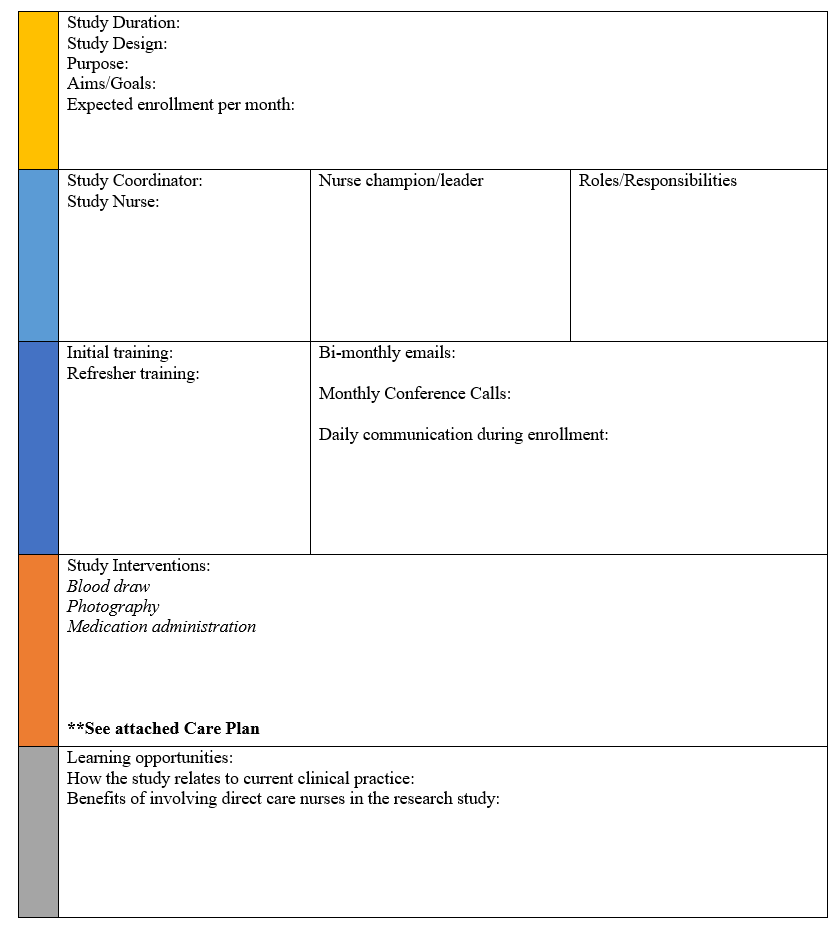 Study Duration:
Study Design:
Purpose:
Aims/Goals:
Expected enrollment per month:
Study Coordinator:
Study Nurse:
Nurse champion/leader
Roles/Responsibilities
Initial training:
Refresher training:
Bi-monthly emails:
Monthly Conference Calls:
Daily communication during enrollment:
Study Interventions:
Blood draw
Photography
Medication administration
**See attached Care Plan
Learning opportunities:
How the study relates to current clinical practice:
Benefits of involving direct care nurses in the research study: